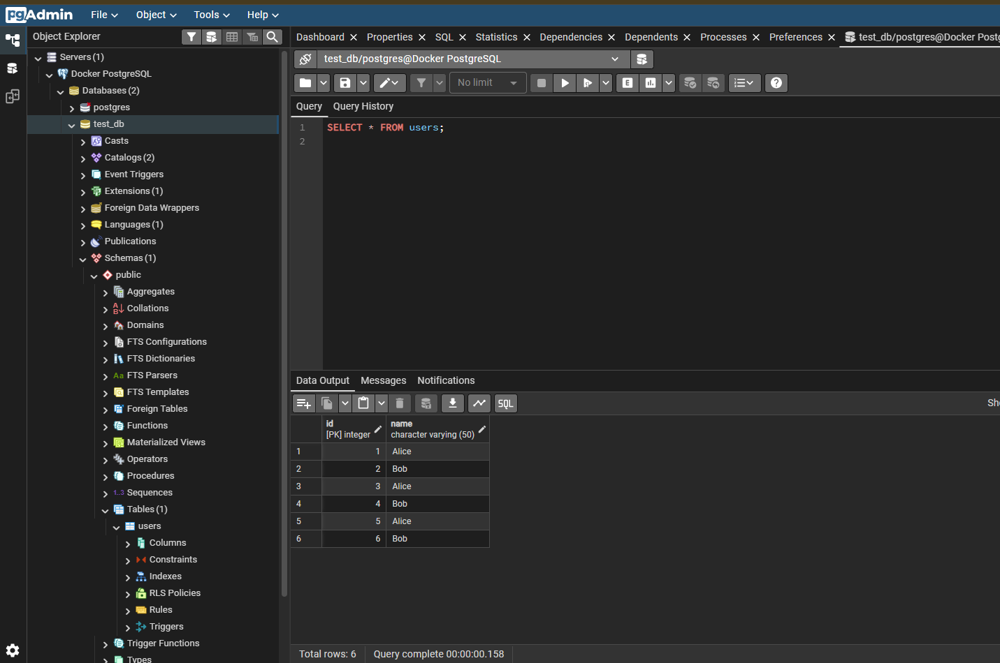 pgAdmin File Object Tools Help
Object Explorer
Servers (1)
Docker PostgreSQL
Databases (2)
postgres
test_db
Casts
Catalogs (2)
Event Triggers
Extensions (1)
Foreign Data Wrappers
Languages (1)
Publications
Schemas (1)
public
Aggregates
Collations
Domains
FTS Configurations
FTS Dictionaries
Aa FTS Parsers
FTS Templates
Foreign Tables
Functions
Materialized Views
Operators
Procedures
1..3 Sequences
Tables (1)
users
Columns
Constraints
Indexes
RLS Policies
Rules
Triggers
Trigger Functions
Types
Dashboard Properties SQL Statistics Dependencies Dependents Processes Preferences test_db/postgres@Docker Postg
test_db/postgres@Docker PostgreSQL
No limit E
Query Query History
1 SELECT * FROM users;
2
Data Output Messages Notifications
SQL Sho
id name
[PK] integer character varying (50)
1 1 Alice
2 2 Bob
3 3 Alice
4 4 Bob
5 5 Alice
6 6 Bob
Total rows: 6 Query complete 00:00:00.158